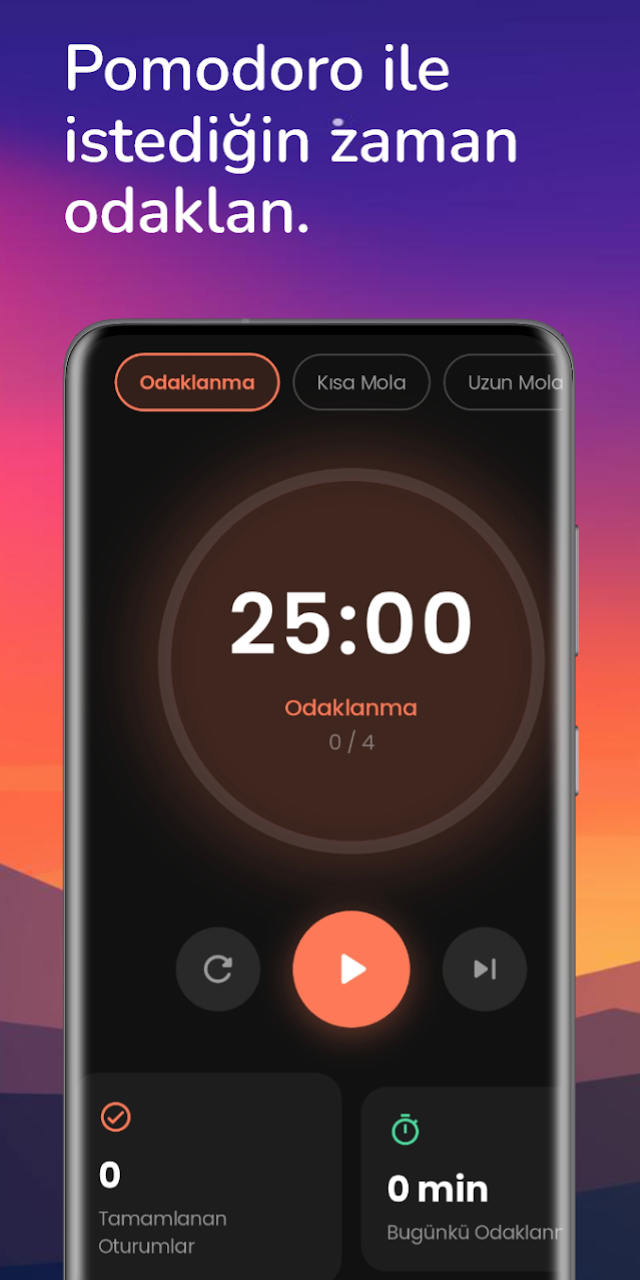 Pomodoro ile
istediğin zaman
odaklan.
Odaklanma
Kısa Mola
Uzun Mola
25:00
Odaklanma
0 / 4
0
Tamamlanan
Oturumlar
0 min
Bugünkü